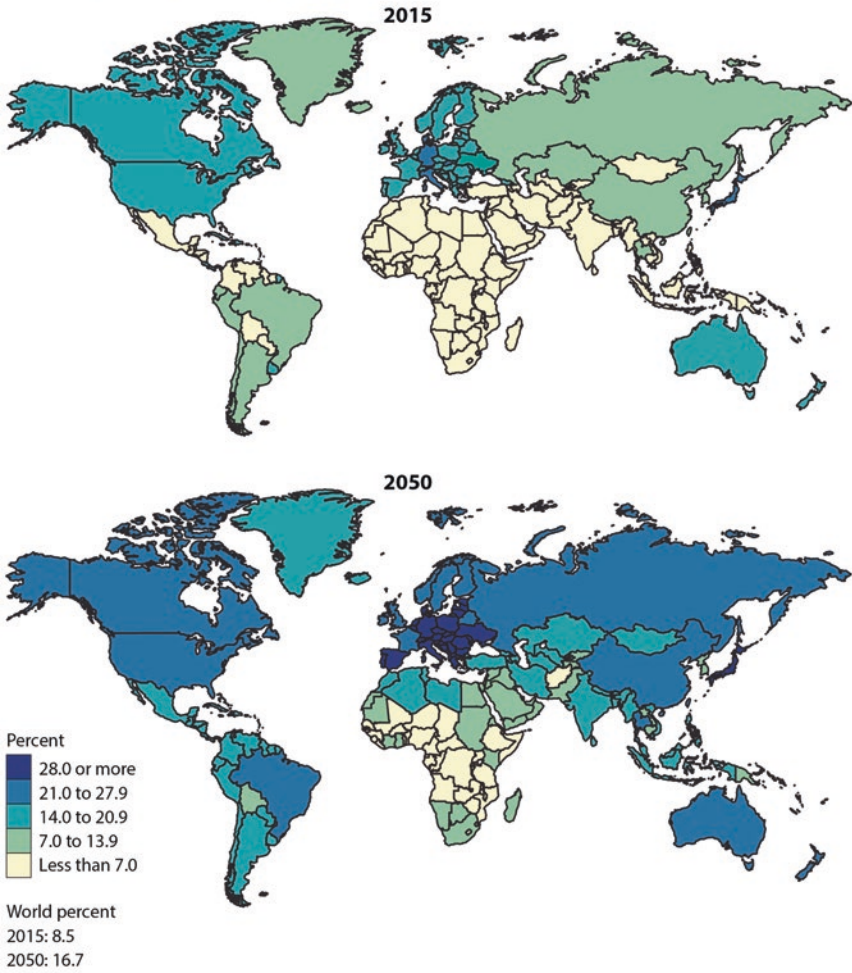 2015
2050
Percent
28.0 or more
21.0 to 27.9
14.0 to 20.9
7.0 to 13.9
Less than 7.0
World percent
2015: 8.5
2050: 16.7